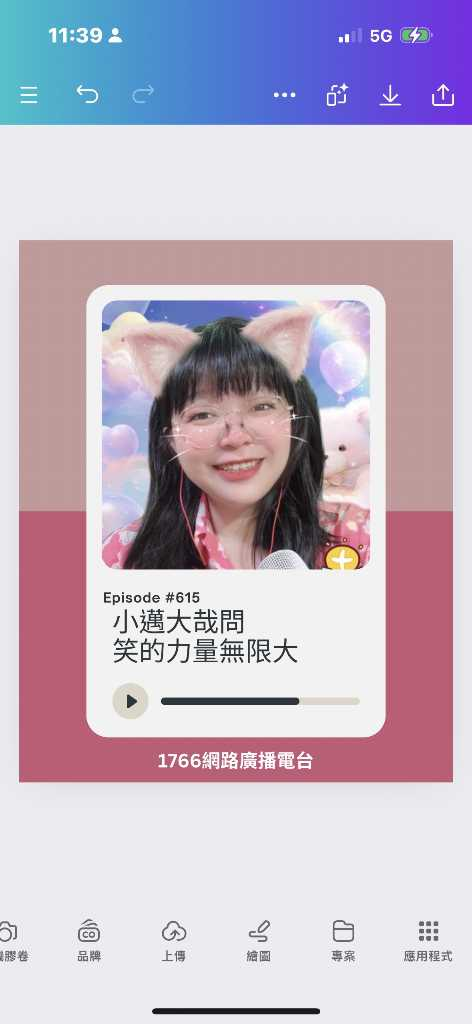 11:39
5G
Episode #615
小邁大哉問
笑的力量無限大
1766網路廣播電台
膠卷
品牌
上傳
繪圖
專案
應用程式